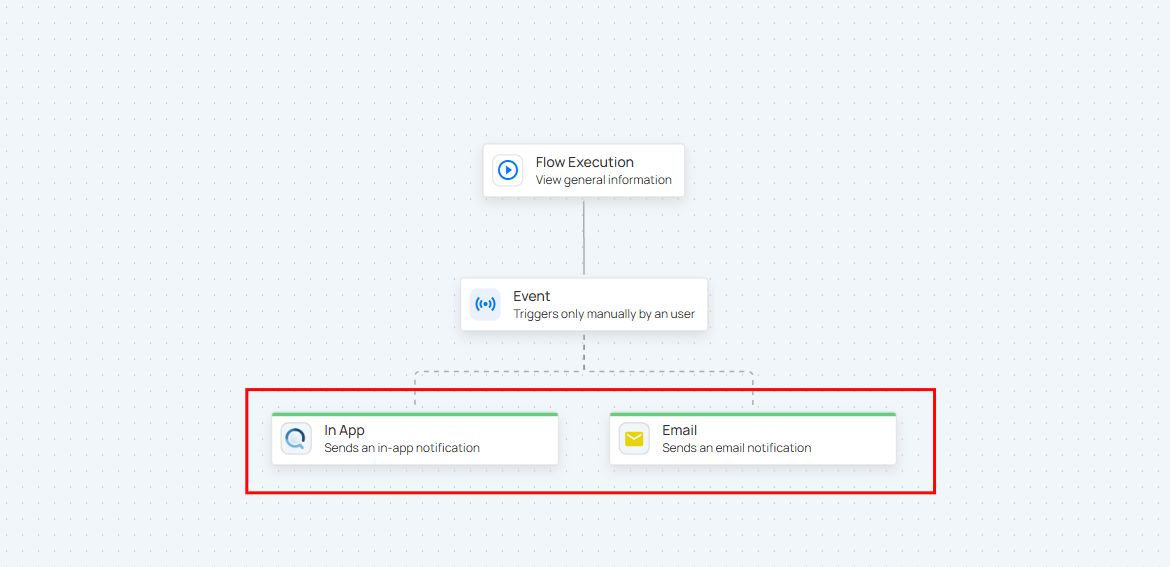 Flow Execution
View general information
Event
Triggers only manually by an user
In App
Sends an in-app notification
Email
Sends an email notification